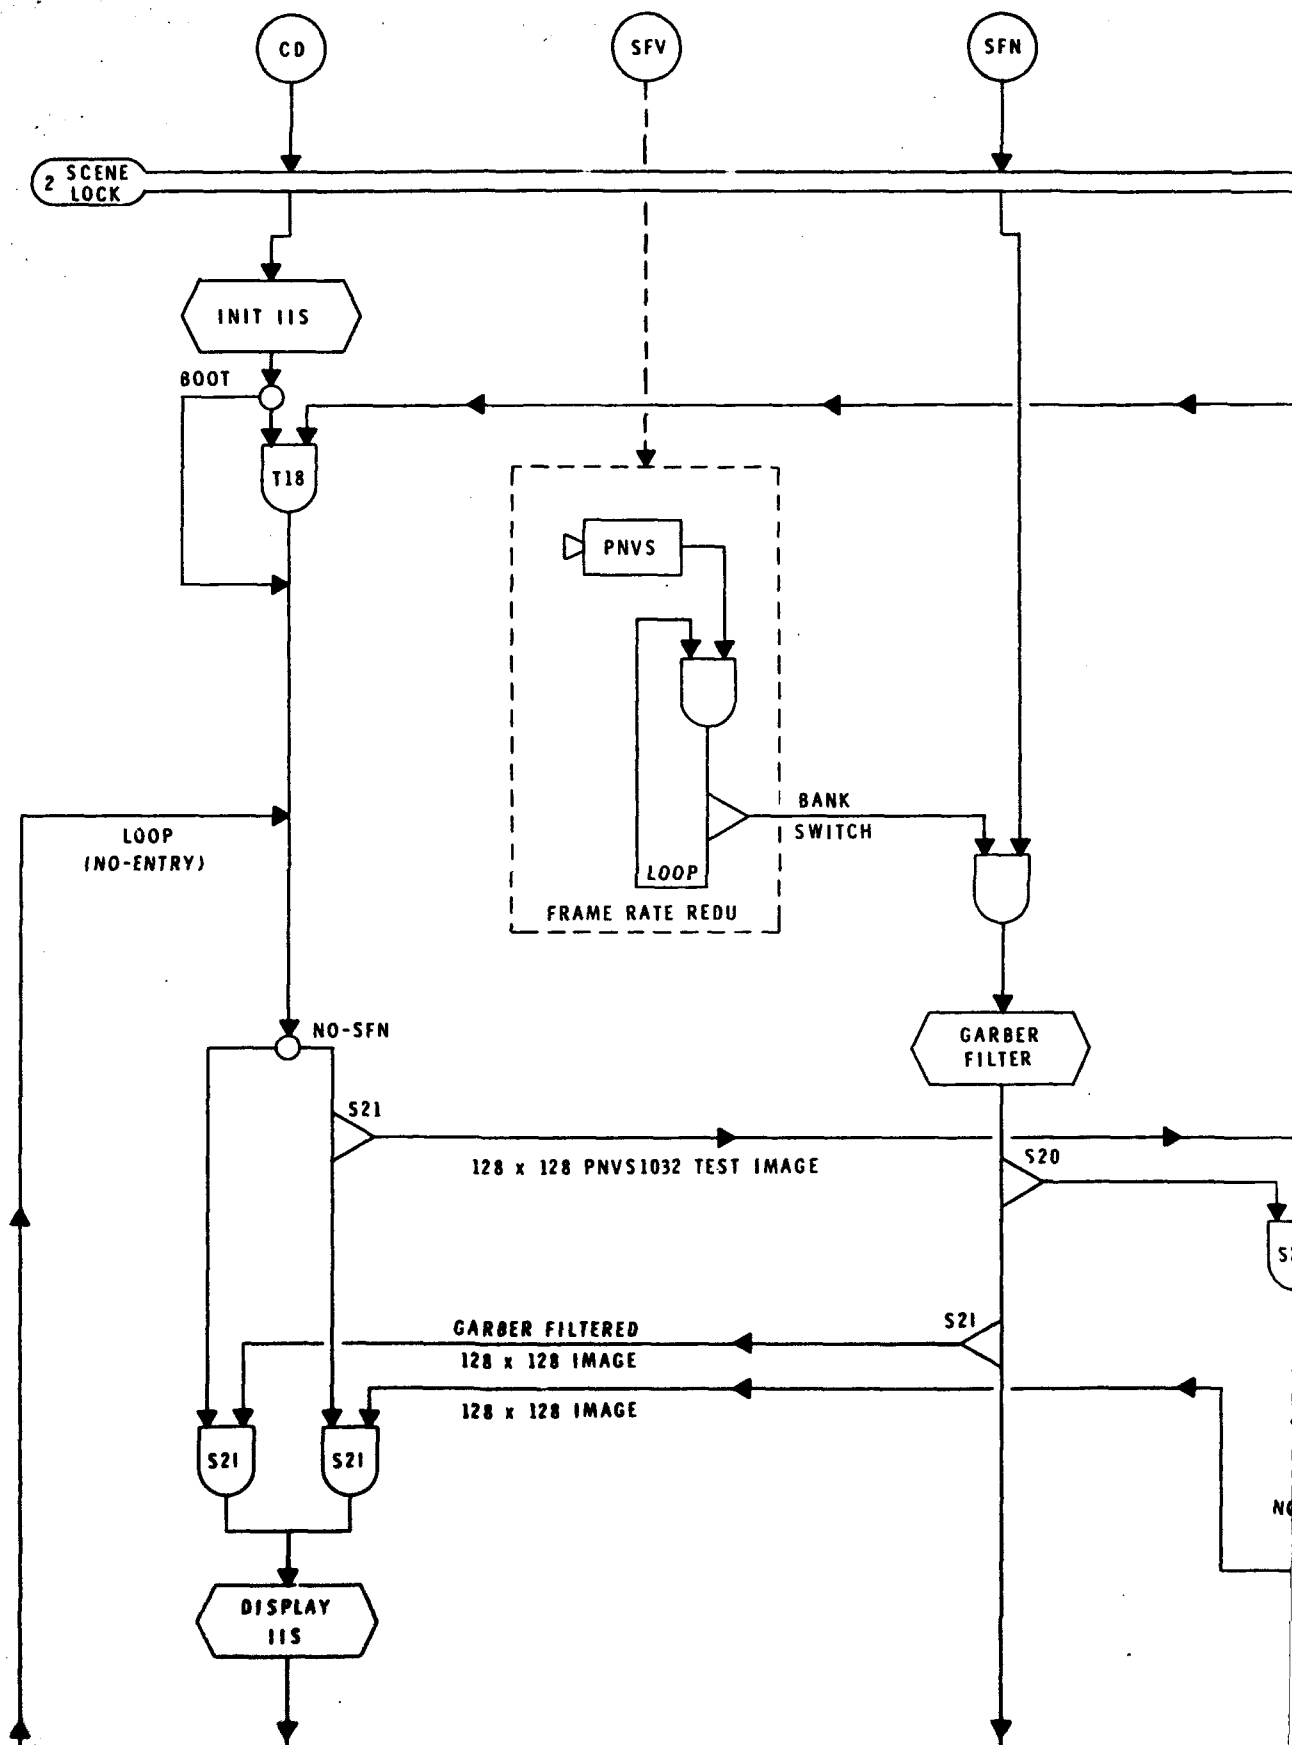 CD
SFV
SFN
2 SCENE
LOCK
INIT IIS
BOOT
T18
PNVS
BANK
SWITCH
LOOP
(NO-ENTRY)
LOOP
FRAME RATE REDU
NO-SFN
GARBER
FILTER
S21
S20
128 x 128 PNVS1032 TEST IMAGE
S21
GARBER FILTERED
128 x 128 IMAGE
128 x 128 IMAGE
S21
S21
DISPLAY
IIS